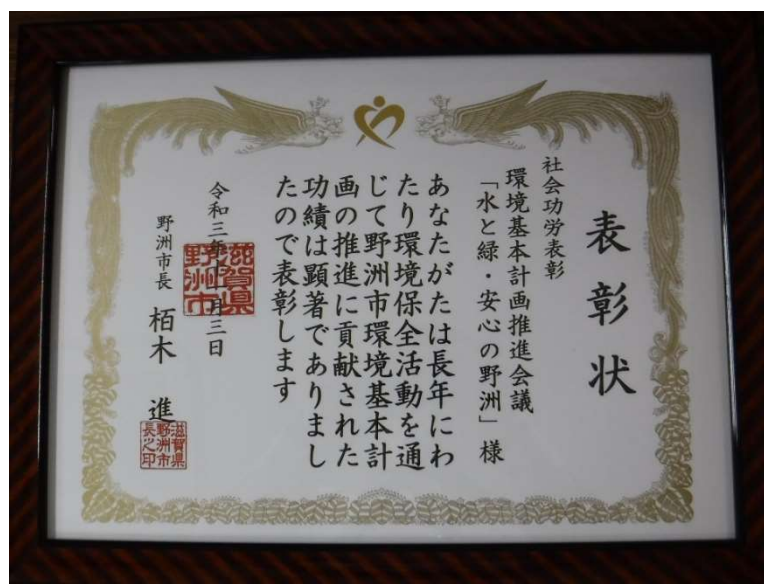 表彰状
社会功労表彰
環境基本計画推進会議
「水と緑・安心の野洲」様
あなたがたは長年にわ
たり環境保全活動を通
じて野洲市環境基本計
画の推進に貢献された
功績は顕著でありまし
たので表彰します
令和三年十一月三日
滋賀県
野洲市
野洲市長 栢木 進
滋賀県
野洲市
長之印